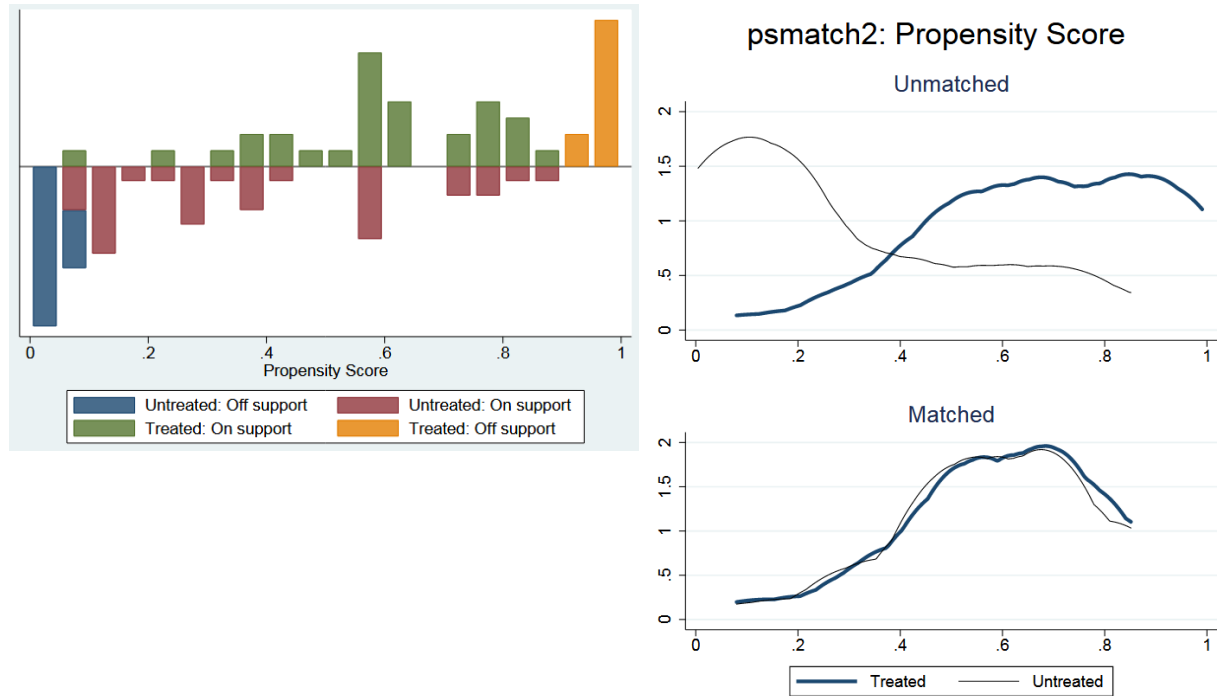 0 .2 .4 .6 .8 1
Propensity Score
Untreated: Off support Untreated: On support
Treated: On support Treated: Off support
psmatch2: Propensity Score
Unmatched
2
1.5
1
.5
0
0 .2 .4 .6 .8 1
Matched
2
1.5
1
.5
0
0 .2 .4 .6 .8 1
Treated Untreated